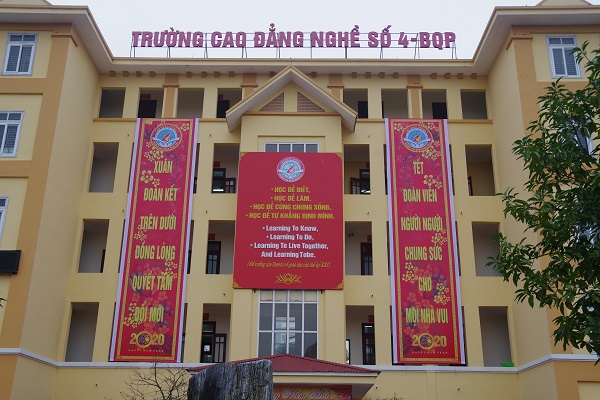 TRƯỜNG CAO ĐẲNG NGHỀ SỐ 4-BQP
XUÂN
ĐOÀN KẾT
TRÊN DƯỚI
ĐỒNG LÒNG
QUYẾT TÂM
ĐỔI MỚI
2020
• HỌC ĐỂ BIẾT,
• HỌC ĐỂ LÀM,
• HỌC ĐỂ CÙNG CHUNG SỐNG,
• HỌC ĐỂ TỰ KHẲNG ĐỊNH MÌNH.
• Learning To Know,
• Learning To Do,
• Learning To Live Together,
And Learning Tobe.
TẾT
ĐOÀN VIÊN
NGƯỜI NGƯỜI
CHUNG SỨC
CHO
MỌI NHÀ VUI
2020